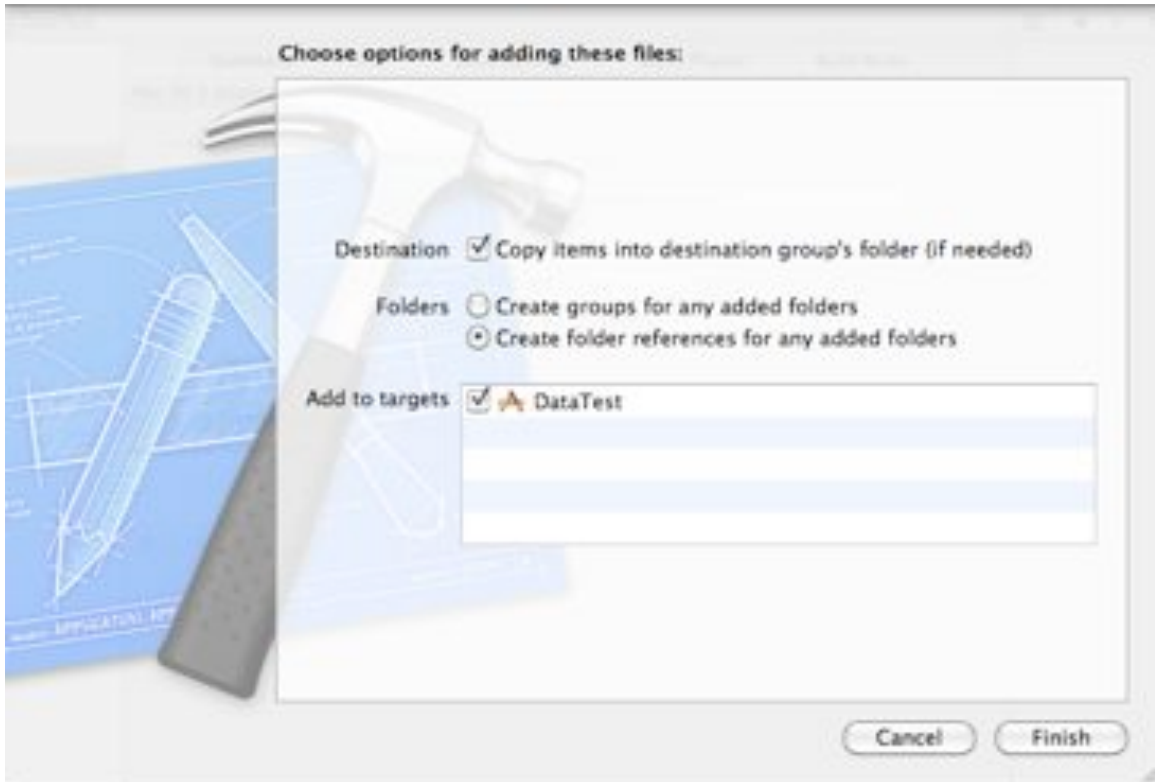 Choose options for adding these files:
Destination Copy items into destination group's folder (if needed)
Folders Create groups for any added folders
Create folder references for any added folders
Add to targets DataTest
Cancel Finish